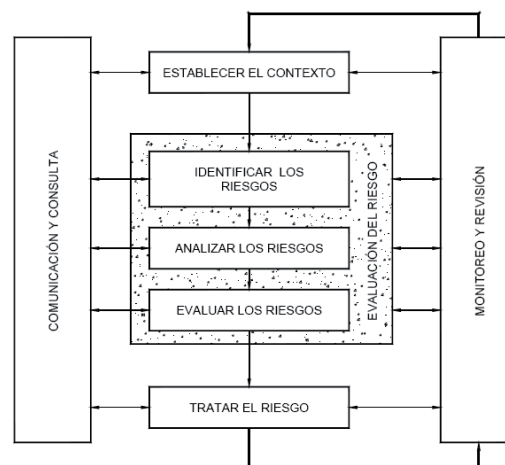 ESTABLECER EL CONTEXTO
COMUNICACIÓN Y CONSULTA
IDENTIFICAR LOS
RIESGOS
ANALIZAR LOS RIESGOS
EVALUAR LOS RIESGOS
EVALUACIÓN DEL RIESGO
MONITOREO Y REVISIÓN
TRATAR EL RIESGO